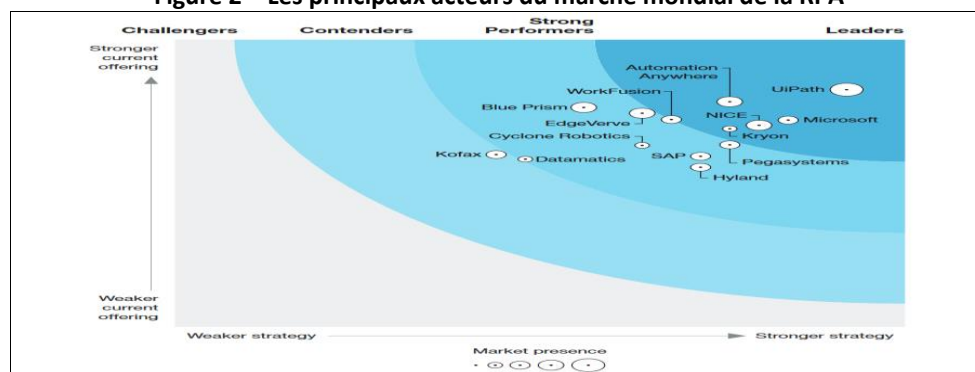 Figure 2 – Les principaux acteurs du marché mondial de la RPA
Challengers
Contenders
Strong
Performers
Leaders
Stronger
current
offering
Automation
Anywhere
UiPath
WorkFusion
Blue Prism
NICE
Microsoft
EdgeVerve
Kryon
Cyclone Robotics
Kofax
Datamatics
SAP
Pegasystems
Hyland
Weaker
current
offering
Weaker strategy
Stronger strategy
Market presence